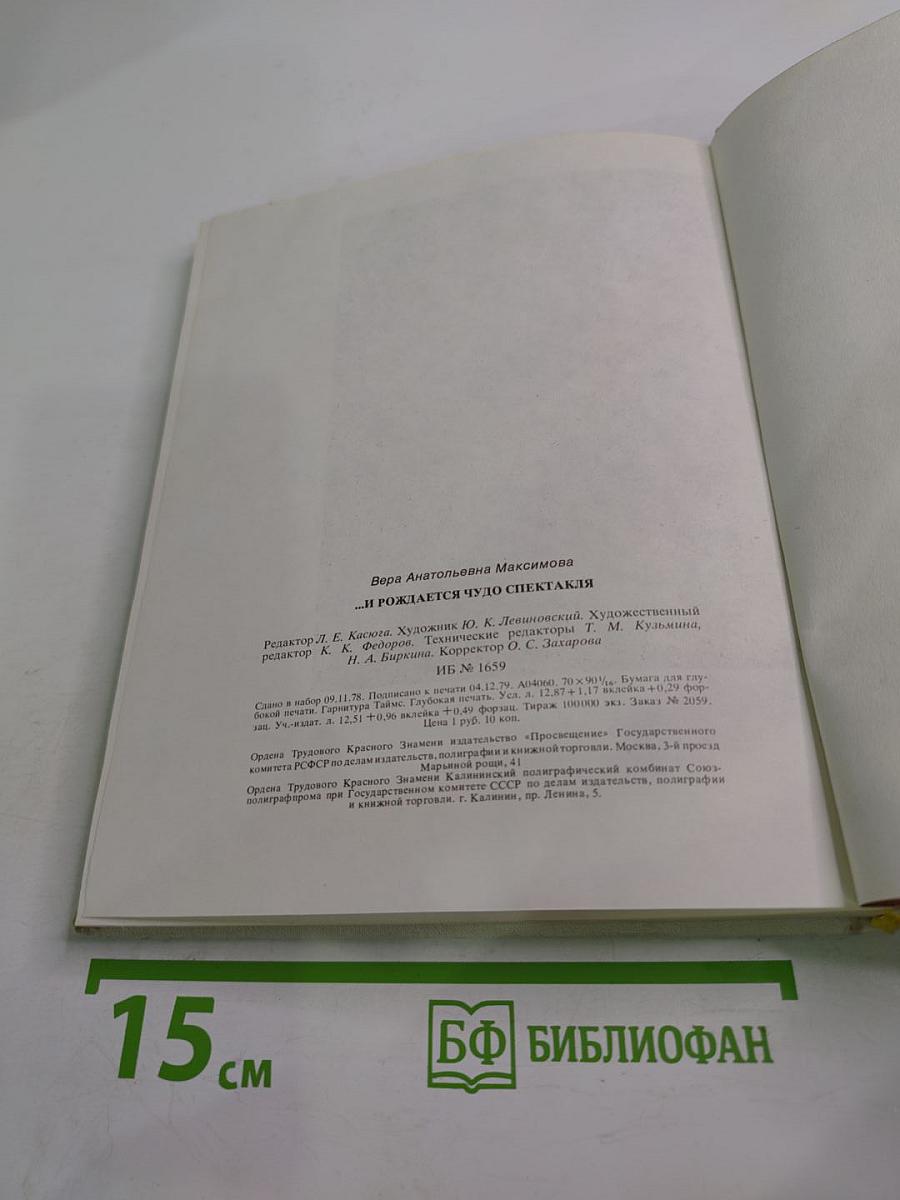 Вера Анатольевна Максимова
...И РОЖДАЕТСЯ ЧУДО СПЕКТАКЛЯ
Редактор Л. Е. Касюга. Художник Ю. К. Левиновский. Художественный
редактор К. К. Федоров. Технические редакторы Т. М. Кузьмина,
Н. А. Биркина. Корректор О. С. Захарова
ИБ № 1659
Сдано в набор 09.11.78. Подписано к печати 04.12.79. А04060. 70×90 1/16. Бумага для глу-
бокой печати. Гарнитура Таймс. Глубокая печать. Усл. л. 12,87+1,17 вклейка+0,29 фор-
зац. Уч.-издат. л. 12,51+0,96 вклейка+0,49 форзац. Тираж 100000 экз. Заказ № 2059.
Цена 1 руб. 10 коп.
Ордена Трудового Красного Знамени издательство «Просвещение» Государственного
комитета РСФСР по делам издательств, полиграфии и книжной торговли. Москва, 3-й проезд
Марьиной рощи, 41
Ордена Трудового Красного Знамени Калининский полиграфический комбинат Союз-
полиграфпрома при Государственном комитете СССР по делам издательств, полиграфии
и книжной торговли. г. Калинин, пр. Ленина, 5.
15 см
БФ БИБЛИОФАН